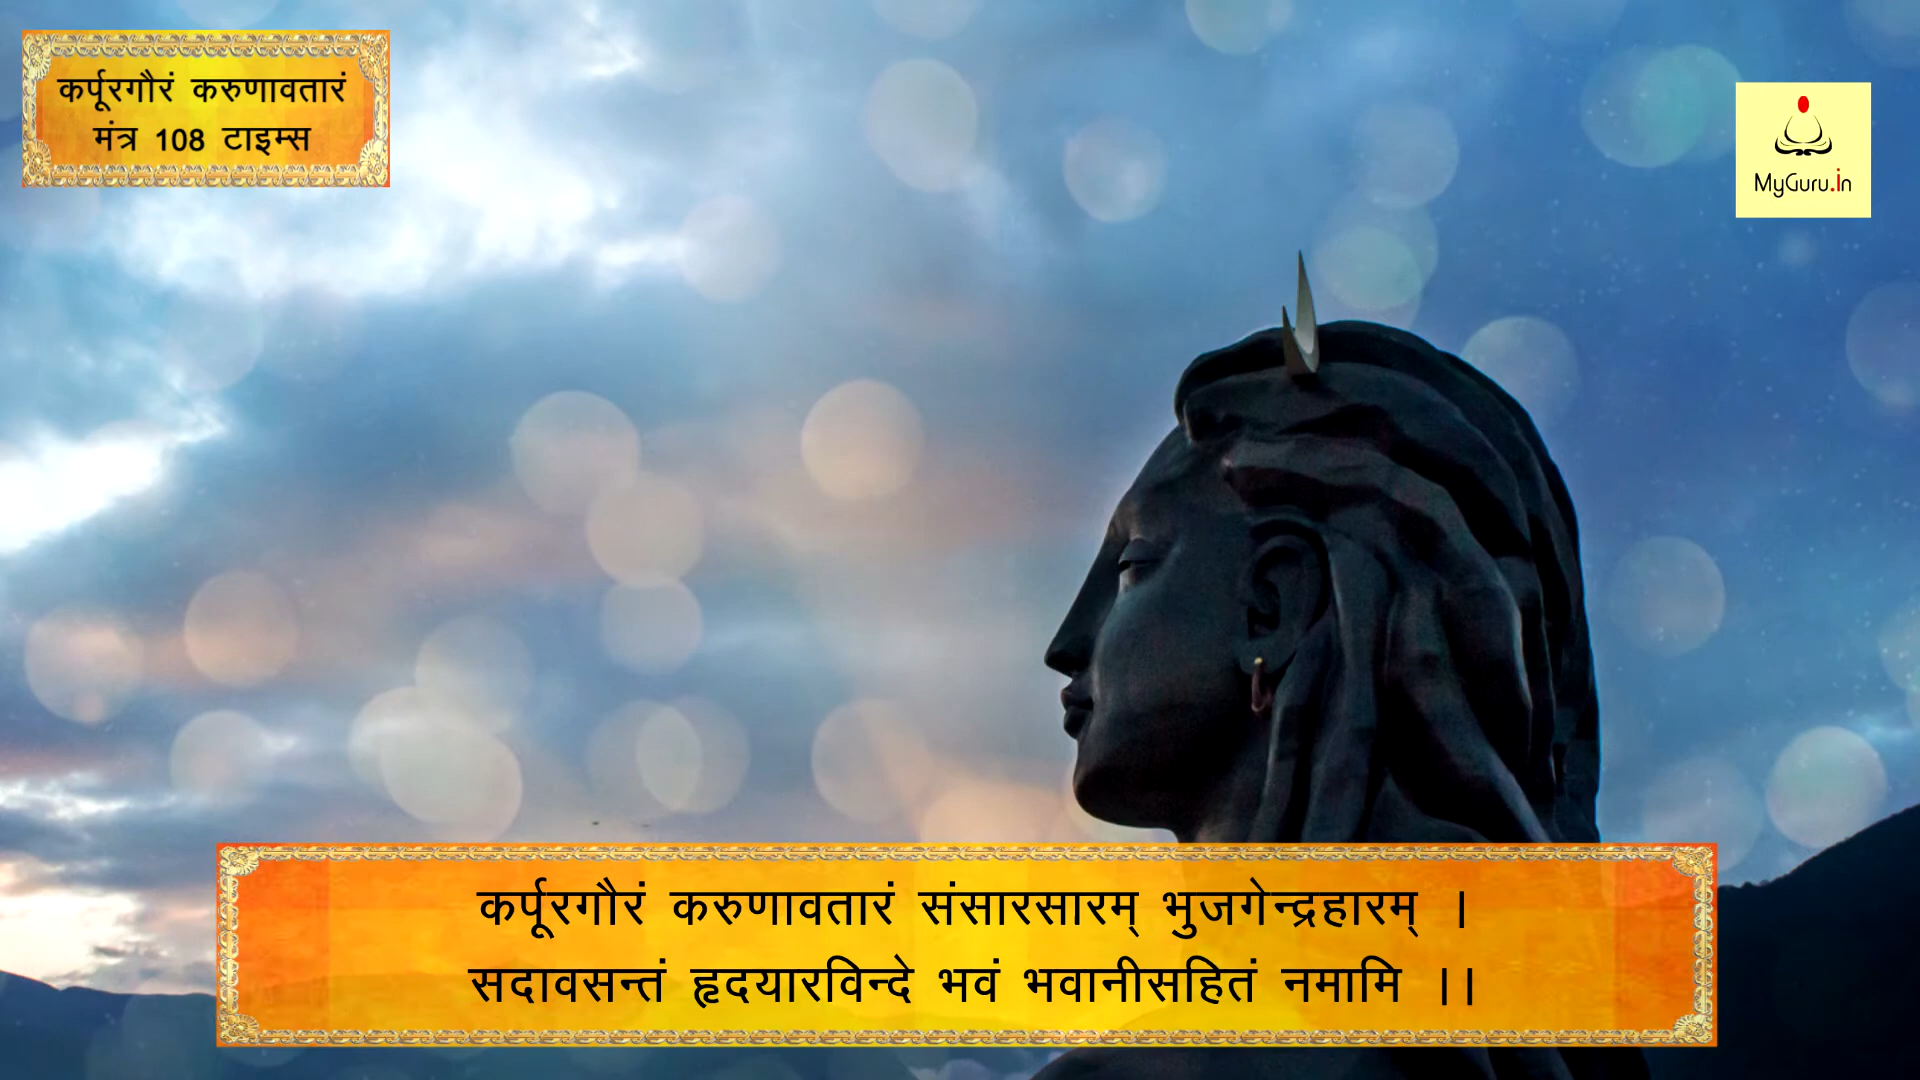 कर्पूरगौरं करुणावतारं
मंत्र 108 टाइम्स
MyGuru.in
कर्पूरगौरं करुणावतारं संसारसारम् भुजगेन्द्रहारम् ।
सदावसन्तं हृदयारविन्दे भवं भवानीसहितं नमामि ।।